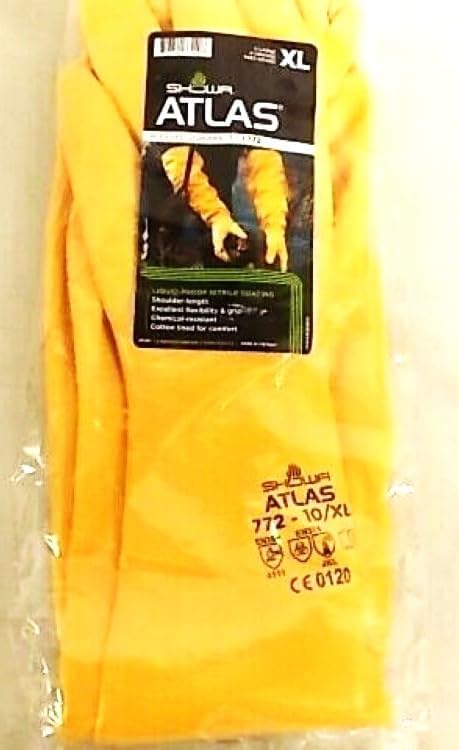 XL
SHOWA
ATLAS®
LIQUID-PROOF NITRILE COATING
Shoulder-length
Excellent flexibility & grip
Chemical-resistant
Cotton lined for comfort
SHOWA
ATLAS
772 - 10/XL
JKL
CE 0120